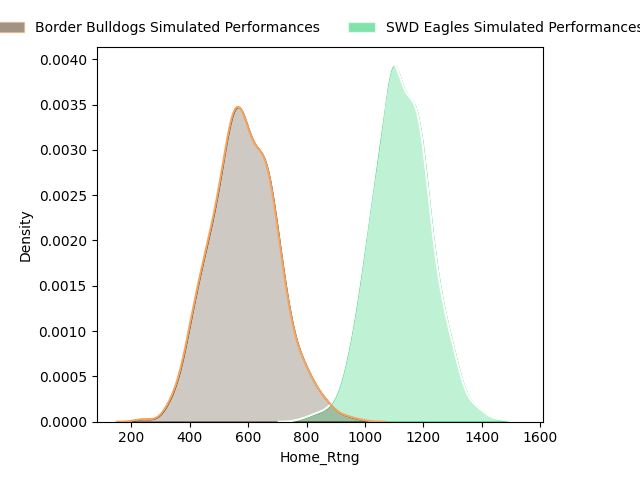 Border Bulldogs Simulated Performances SWD Eagles Simulated Performances
0.0040
0.0035
0.0030
0.0025
0.0020
0.0015
0.0010
0.0005
0.0000
Density
200 400 600 800 1000 1200 1400 1600
Home_Rtng